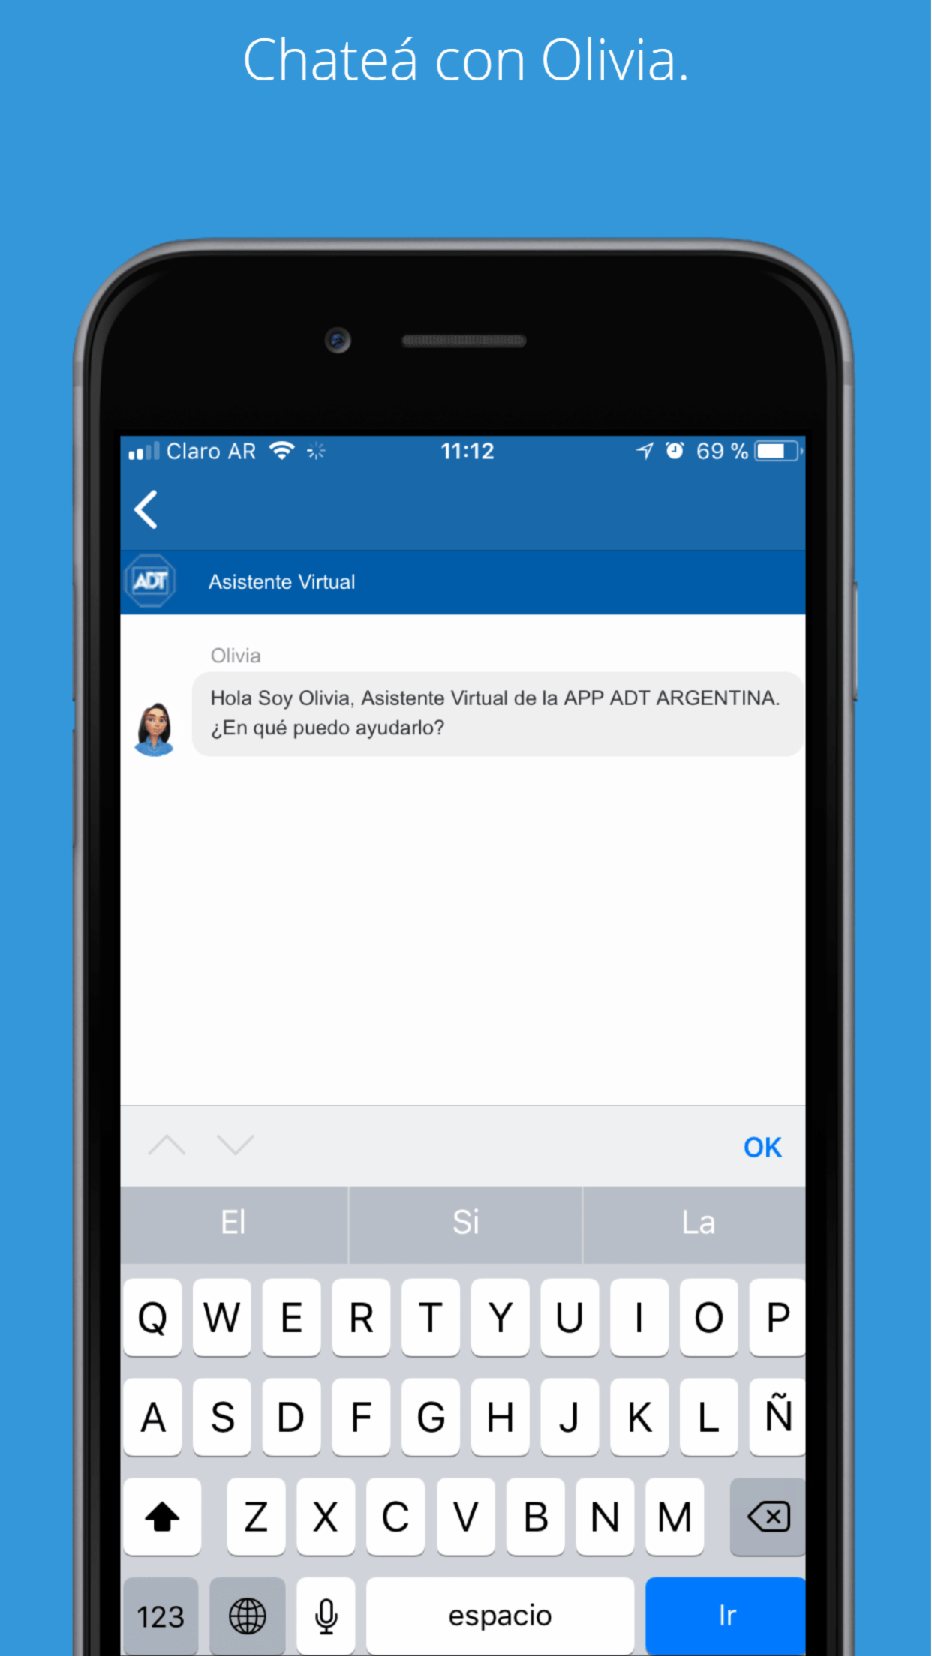 Chateá con Olivia.
Claro AR 11:12 69 %
ADT Asistente Virtual
Olivia
Hola Soy Olivia, Asistente Virtual de la APP ADT ARGENTINA.
¿En qué puedo ayudarlo?
OK
El Si La
Q W E R T Y U I O P
A S D F G H J K L Ñ
Z X C V B N M
123 espacio Ir